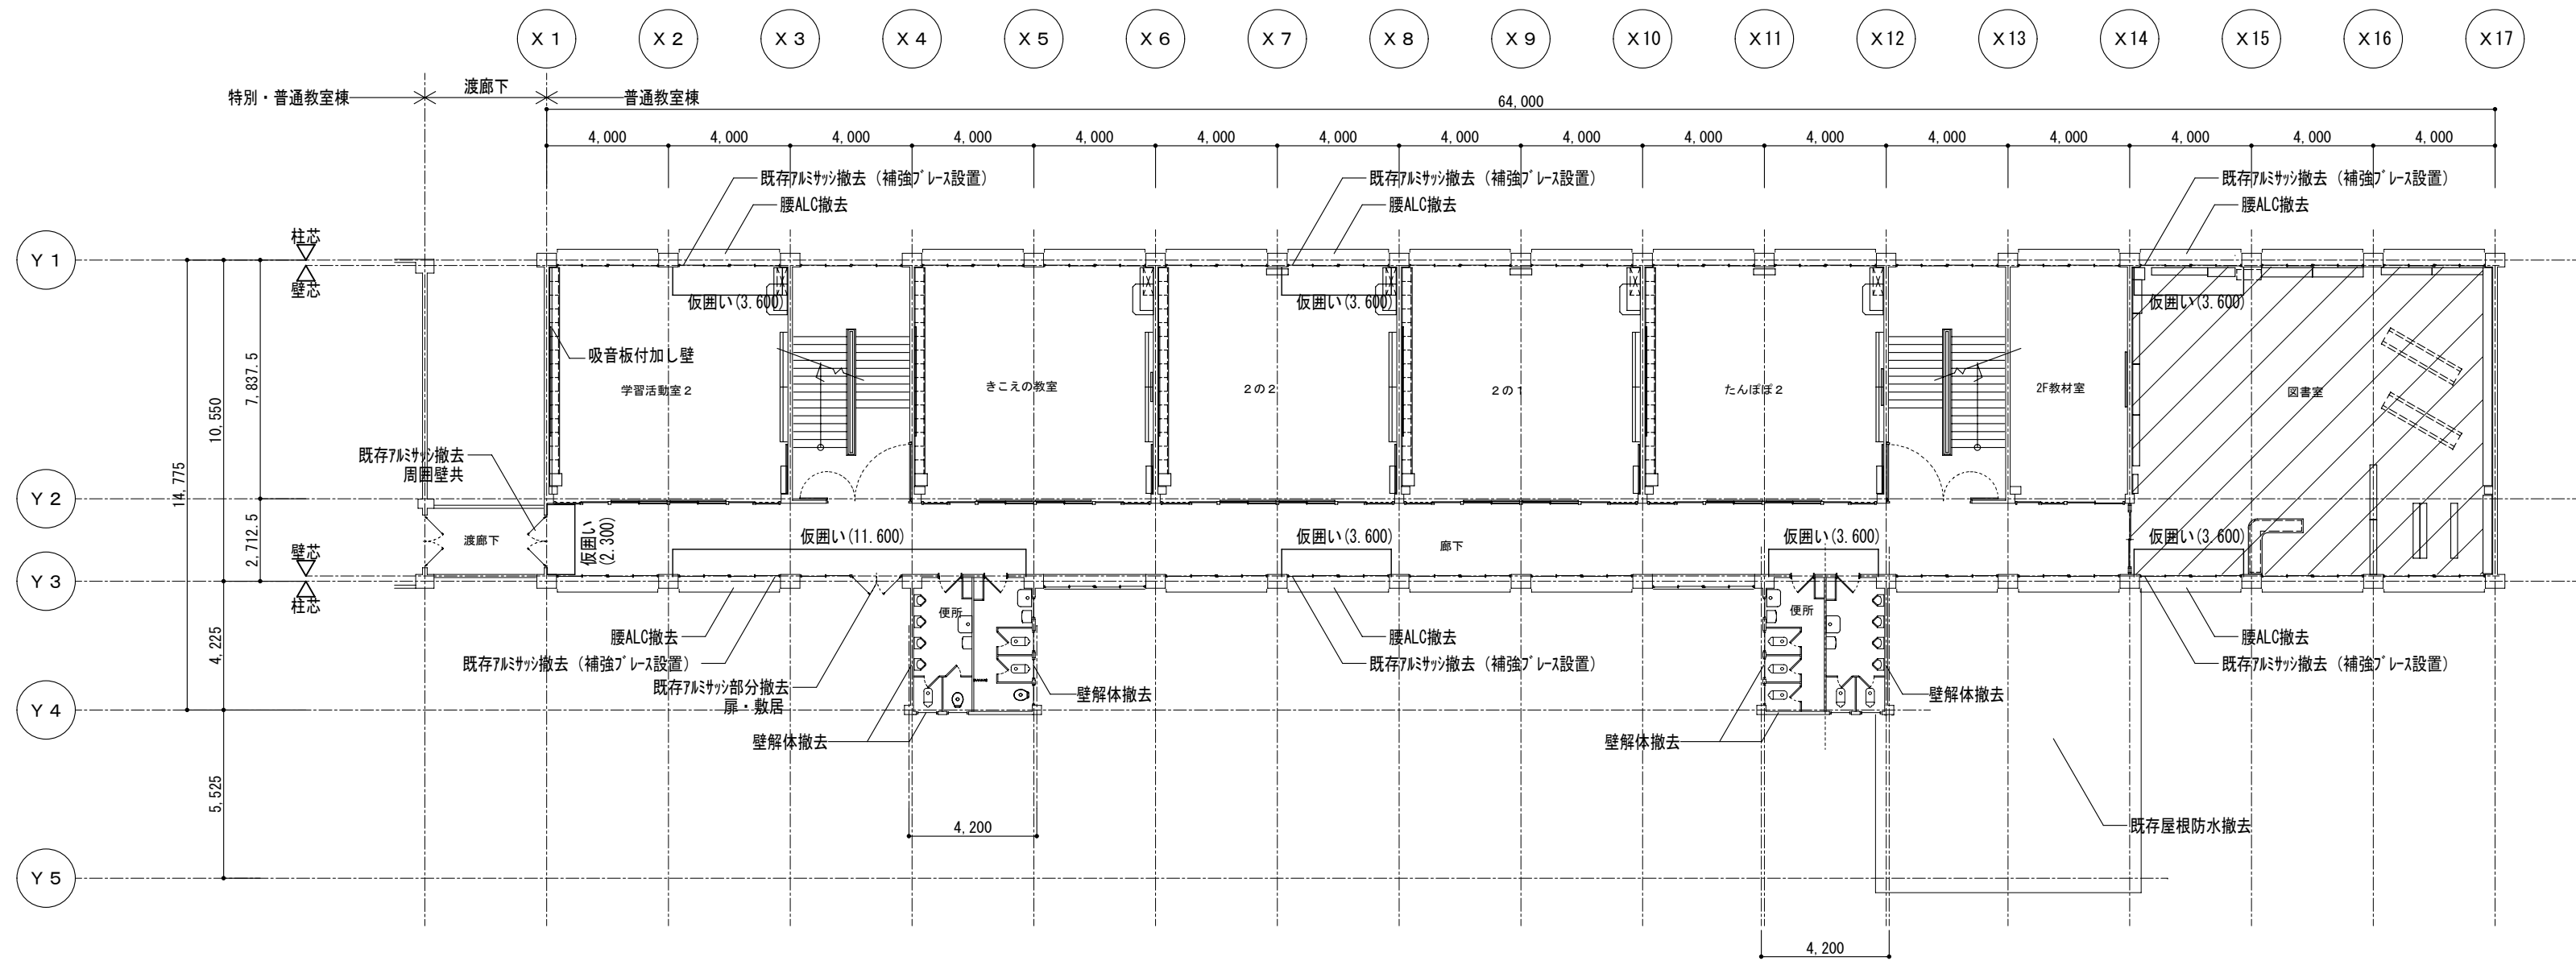 X1 X2 X3 X4 X5 X6 X7 X8 X9 X10 X11 X12 X13 X14 X15 X16 X17
特別・普通教室棟
渡廊下
普通教室棟
64,000
4,000 4,000 4,000 4,000 4,000 4,000 4,000 4,000 4,000 4,000 4,000 4,000 4,000 4,000 4,000 4,000
既存アルミサッシ撤去（補強ブレース設置）
腰ALC撤去
既存アルミサッシ撤去（補強ブレース設置）
腰ALC撤去
既存アルミサッシ撤去（補強ブレース設置）
腰ALC撤去
Y1
柱芯
壁芯
仮囲い(3.600)
仮囲い(3.600)
仮囲い(3.600)
7,837.5
10,550
14,775
吸音板付加し壁
学習活動室2
きこえの教室
2の2
2の1
たんぽぽ2
2F教材室
図書室
既存アルミサッシ撤去
周囲壁共
Y2
2,712.5
渡廊下
仮囲い
(2.300)
仮囲い(11.600)
仮囲い(3.600)
廊下
仮囲い(3.600)
仮囲い(3.600)
壁芯
柱芯
Y3
便所
便所
4,225
腰ALC撤去
既存アルミサッシ撤去（補強ブレース設置）
既存アルミサッシ部分撤去
扉・敷居
壁解体撤去
壁解体撤去
腰ALC撤去
既存アルミサッシ撤去（補強ブレース設置）
壁解体撤去
壁解体撤去
腰ALC撤去
既存アルミサッシ撤去（補強ブレース設置）
Y4
5,525
4,200
既存屋根防水撤去
Y5
4,200